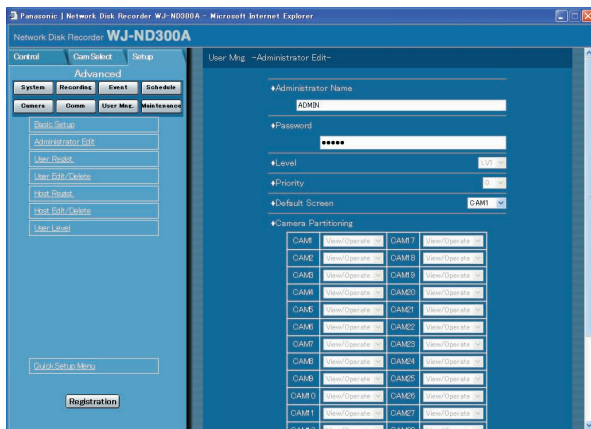 Panasonic | Network Disk Recorder WJ-ND300A - Microsoft Internet Explorer
Network Disk Recorder WJ-ND300A
Control Cam Select Setup
Advanced
System Recording Event Schedule
Camera Comm User Mng. Maintenance
Basic Setup
Administrator Edit
User Regist.
User Edit/Delete
Host Regist.
Host Edit/Delete
User Level
Quick Setup Menu
Registration
User Mng. -Administrator Edit-
♦Administrator Name
ADMIN
♦Password
●●●●●
♦Level LV1
♦Priority 0
♦Default Screen CAM1
♦Camera Partitioning
CAM1 View/Operate CAM17 View/Operate
CAM2 View/Operate CAM18 View/Operate
CAM3 View/Operate CAM19 View/Operate
CAM4 View/Operate CAM20 View/Operate
CAM5 View/Operate CAM21 View/Operate
CAM6 View/Operate CAM22 View/Operate
CAM7 View/Operate CAM23 View/Operate
CAM8 View/Operate CAM24 View/Operate
CAM9 View/Operate CAM25 View/Operate
CAM10 View/Operate CAM26 View/Operate
CAM11 View/Operate CAM27 View/Operate